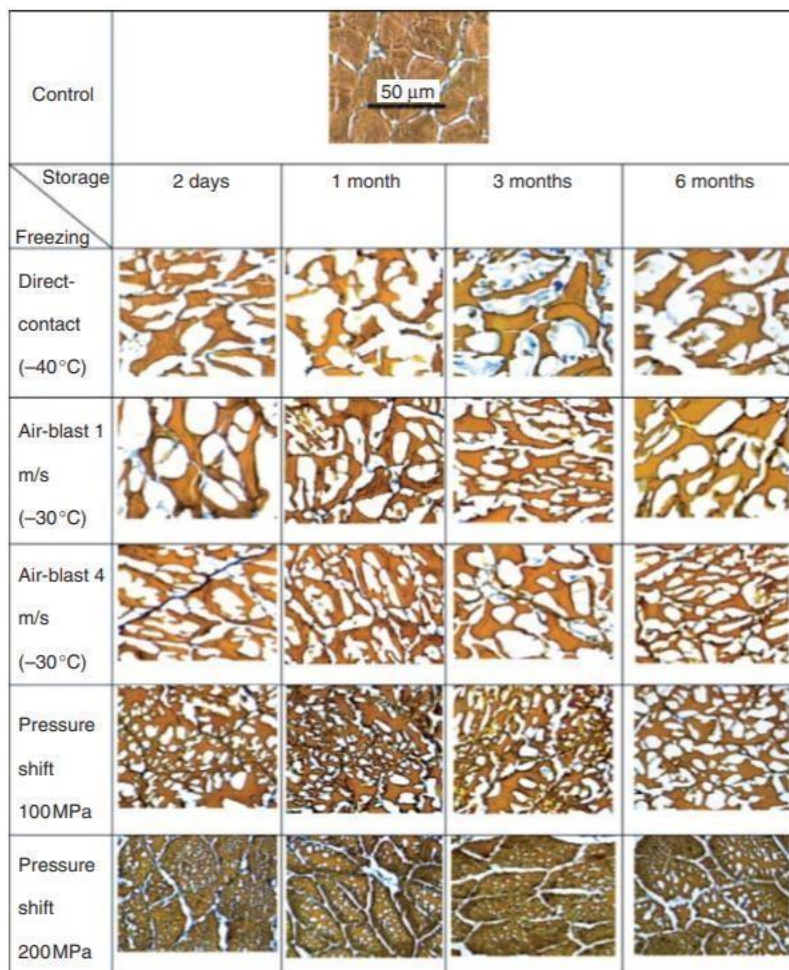 Control
50 μm
Storage
Freezing
2 days
1 month
3 months
6 months
Direct-
contact
(–40°C)
Air-blast 1
m/s
(–30°C)
Air-blast 4
m/s
(–30°C)
Pressure
shift
100MPa
Pressure
shift
200MPa